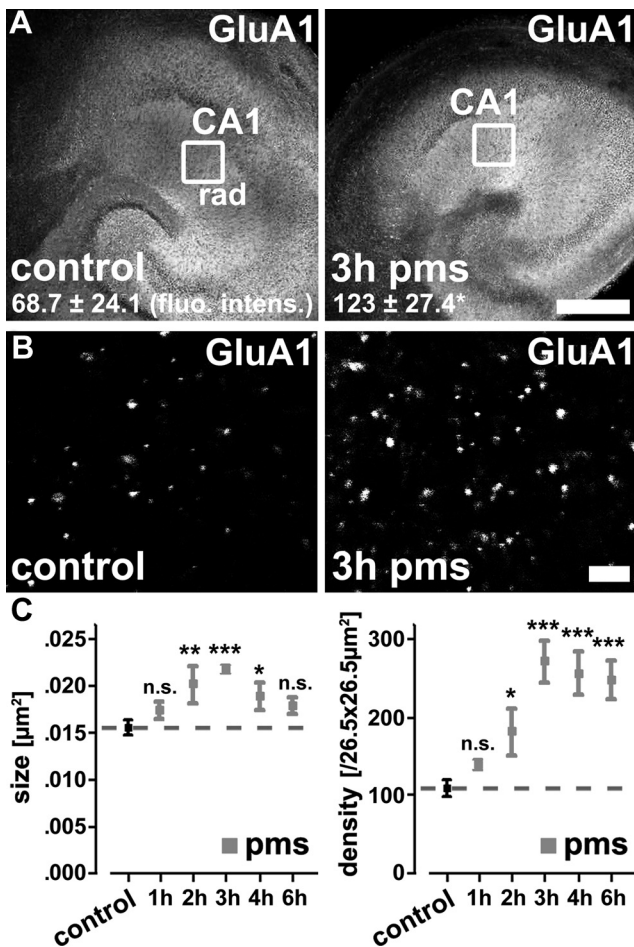 A
GluA1
CA1
rad
control
68.7 ± 24.1 (fluo. intens.)
GluA1
CA1
3h pms
123 ± 27.4*
B
GluA1
control
GluA1
3h pms
C
size [µm²]
.025
.020
.015
.010
.005
.000
n.s.
**
***
*
n.s.
pms
control 1h 2h 3h 4h 6h
density [/26.5x26.5µm²]
300
200
100
0
n.s.
*
***
***
***
pms
control 1h 2h 3h 4h 6h